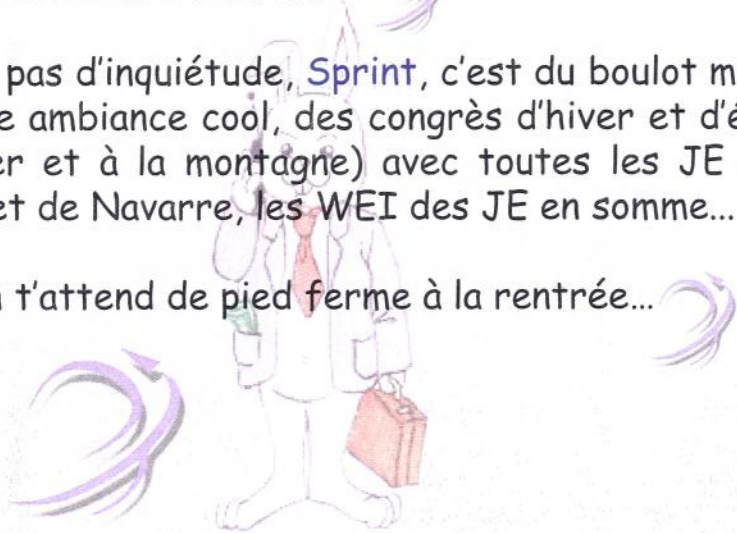 pas d'inquiétude, Sprint, c'est du boulot m
e ambiance cool, des congrès d'hiver et d'é
er et à la montagne) avec toutes les JE
et de Navarre, les WEI des JE en somme...
t'attend de pied ferme à la rentrée...